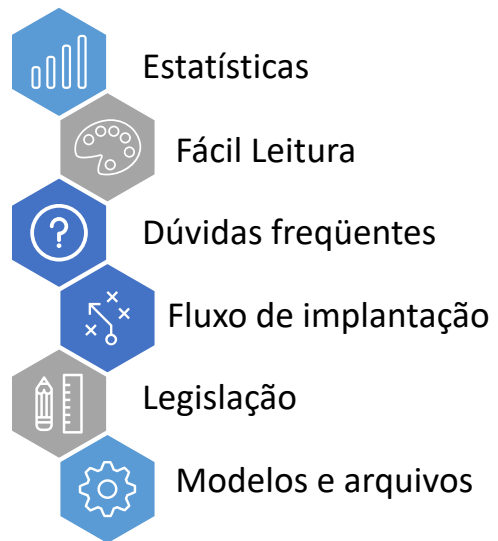 Estatísticas
Fácil Leitura
Dúvidas freqüentes
Fluxo de implantação
Legislação
Modelos e arquivos